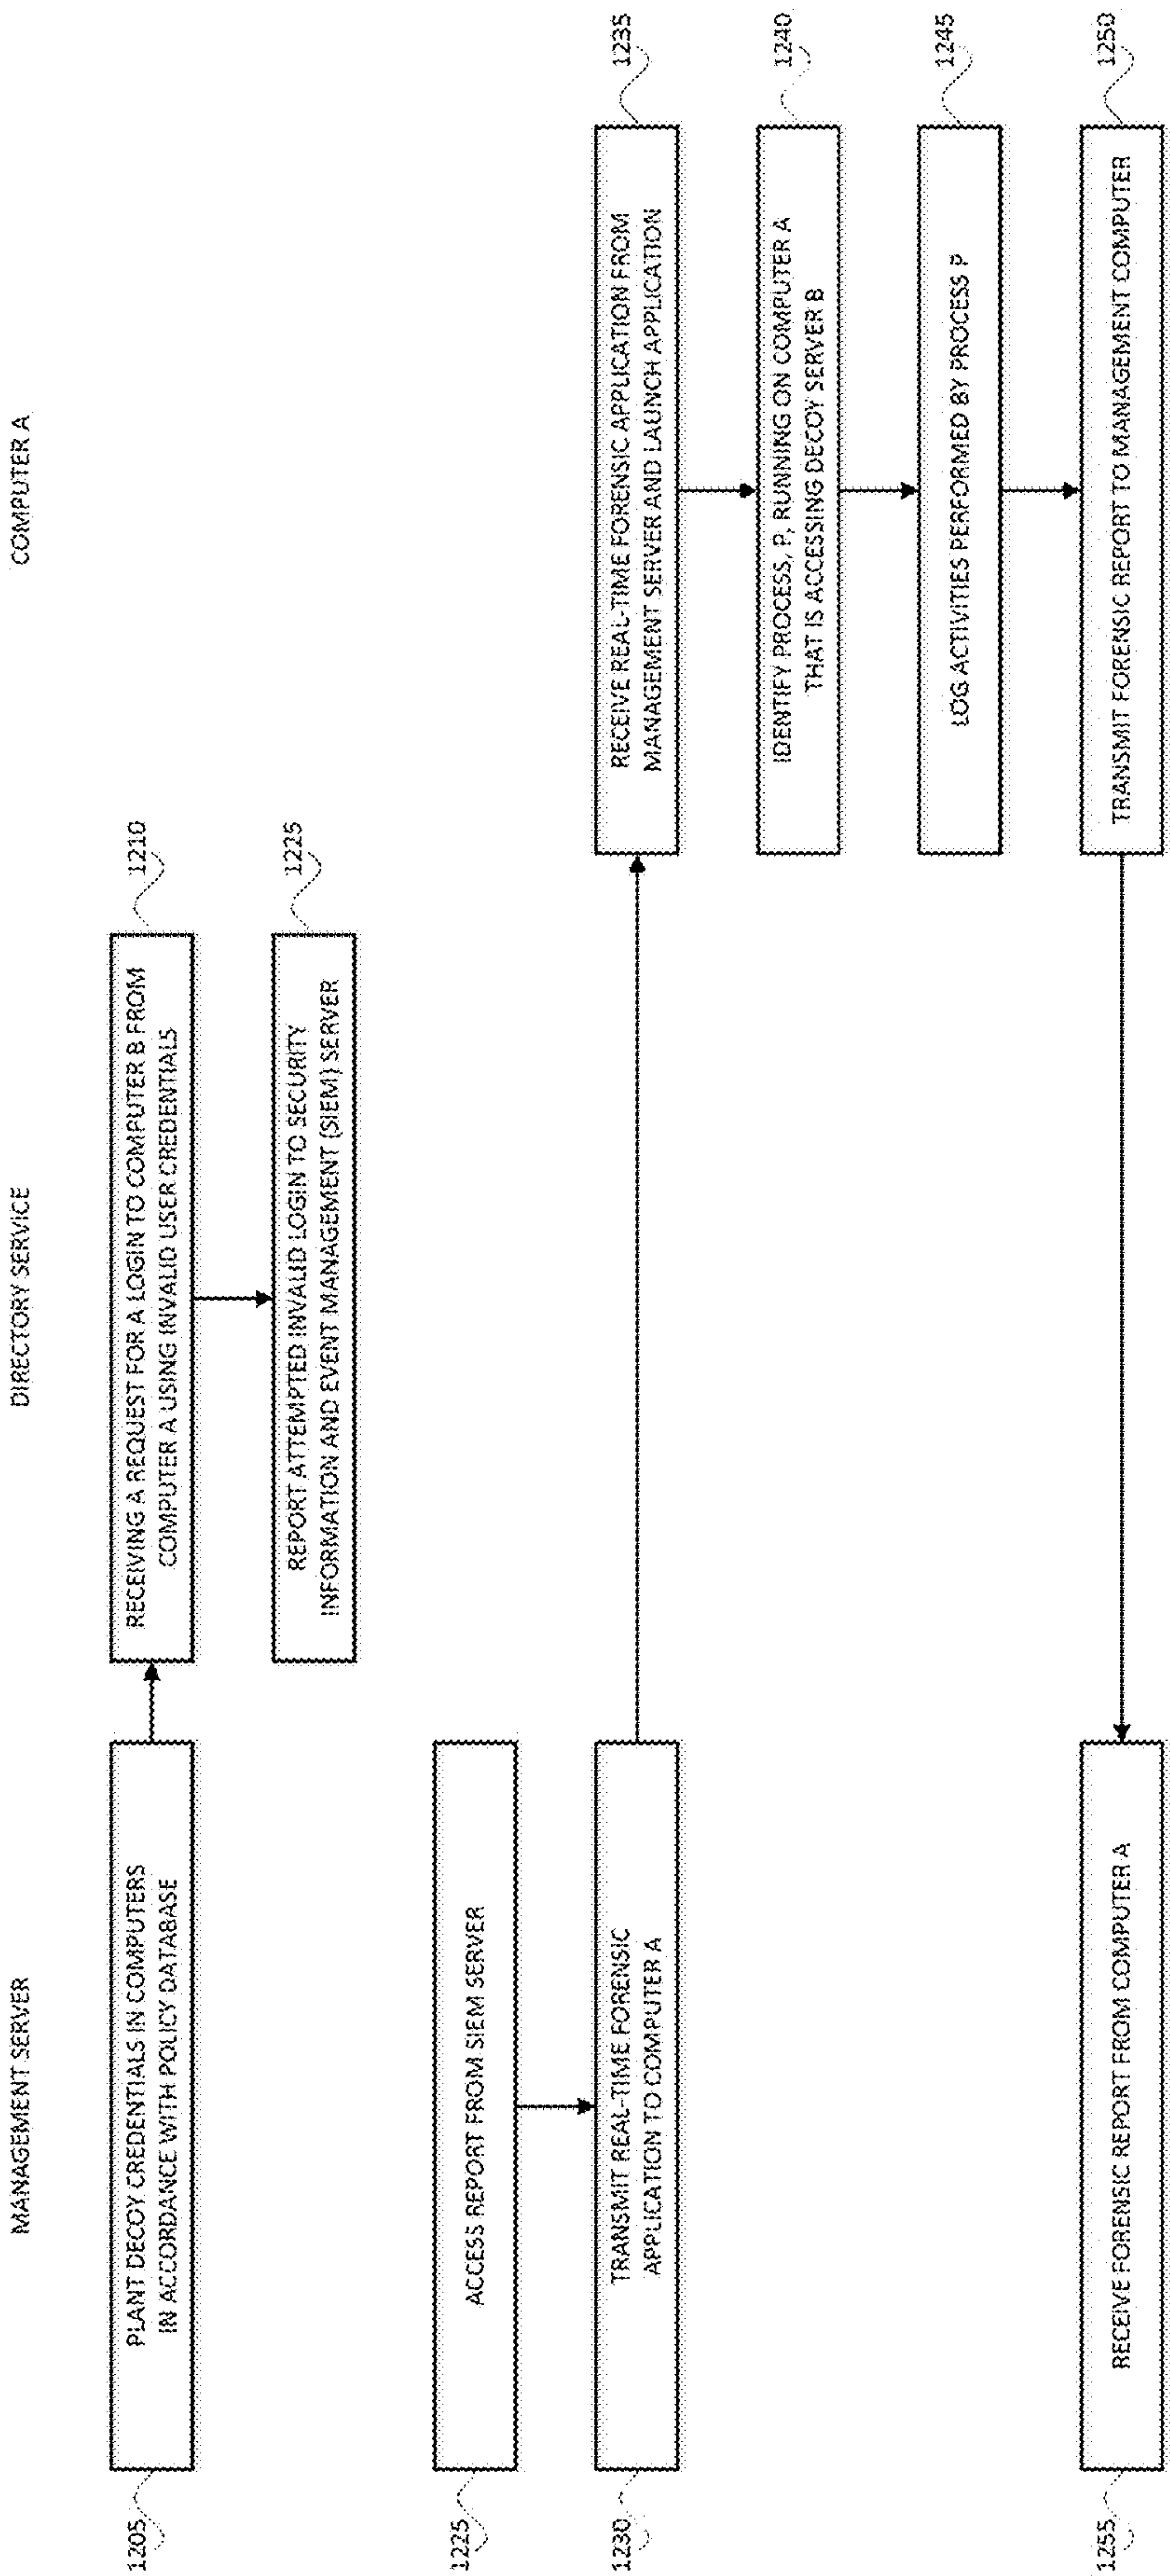 MANAGEMENT SERVER
DIRECTORY SERVICE
COMPUTER A
1205
PLANT DECOY CREDENTIALS IN COMPUTERS
IN ACCORDANCE WITH POLICY DATABASE
RECEIVING A REQUEST FOR A LOGIN TO COMPUTER B FROM
COMPUTER A USING INVALID USER CREDENTIALS
1210
REPORT ATTEMPTED INVALID LOGIN TO SECURITY
INFORMATION AND EVENT MANAGEMENT (SIEM) SERVER
1225
1225
ACCESS REPORT FROM SIEM SERVER
1230
TRANSMIT REAL-TIME FORENSIC
APPLICATION TO COMPUTER A
RECEIVE REAL-TIME FORENSIC APPLICATION FROM
MANAGEMENT SERVER AND LAUNCH APPLICATION
1235
IDENTIFY PROCESS, P, RUNNING ON COMPUTER A
THAT IS ACCESSING DECOY SERVER B
1240
LOG ACTIVITIES PERFORMED BY PROCESS P
1245
TRANSMIT FORENSIC REPORT TO MANAGEMENT COMPUTER
1250
1255
RECEIVE FORENSIC REPORT FROM COMPUTER A